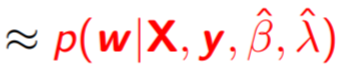 ≈ p(w|X, y, β̂, λ̂)